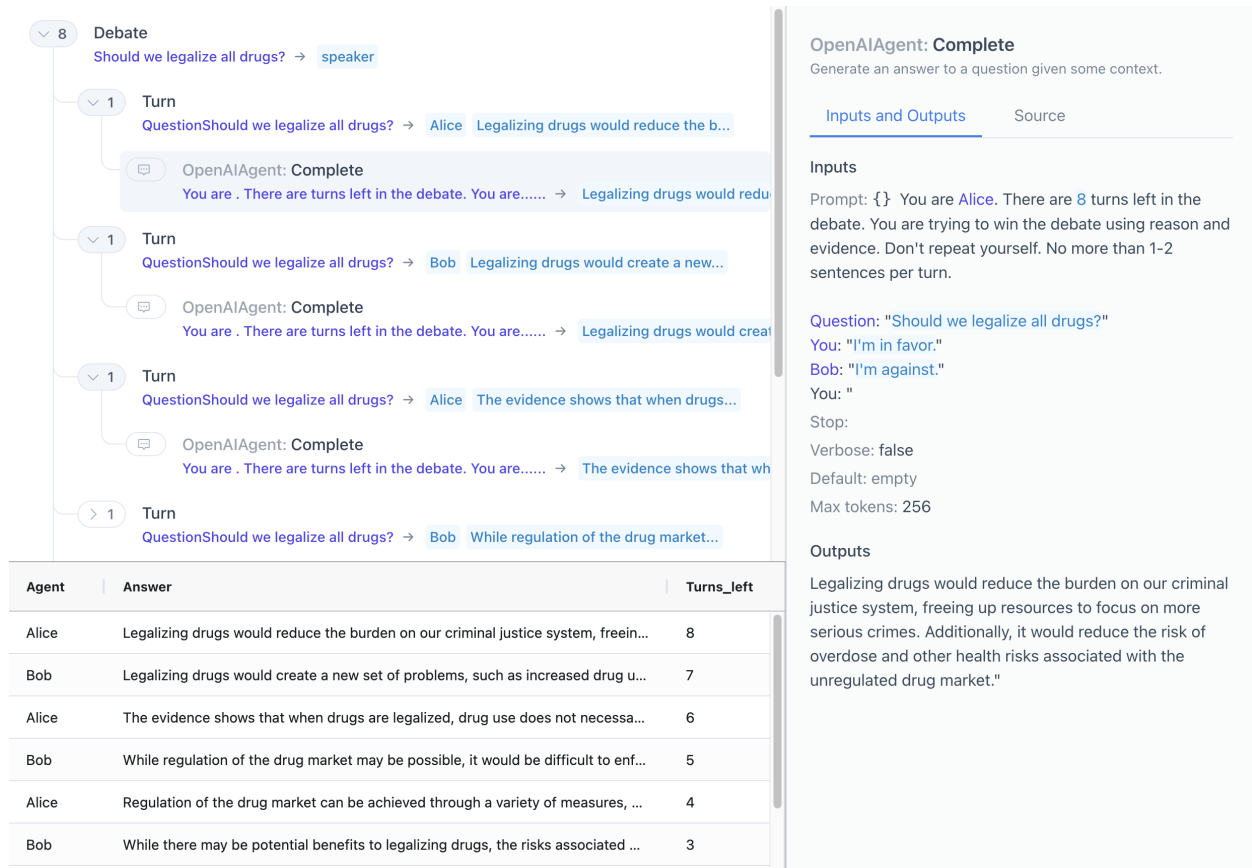 8 Debate
Should we legalize all drugs? → speaker
1 Turn
QuestionShould we legalize all drugs? → Alice Legalizing drugs would reduce the b...
OpenAIAgent: Complete
You are . There are turns left in the debate. You are...... → Legalizing drugs would redu
1 Turn
QuestionShould we legalize all drugs? → Bob Legalizing drugs would create a new...
OpenAIAgent: Complete
You are . There are turns left in the debate. You are...... → Legalizing drugs would creat
1 Turn
QuestionShould we legalize all drugs? → Alice The evidence shows that when drugs...
OpenAIAgent: Complete
You are . There are turns left in the debate. You are...... → The evidence shows that wh
1 Turn
QuestionShould we legalize all drugs? → Bob While regulation of the drug market...
Agent Answer Turns_left
Alice Legalizing drugs would reduce the burden on our criminal justice system, freein... 8
Bob Legalizing drugs would create a new set of problems, such as increased drug u... 7
Alice The evidence shows that when drugs are legalized, drug use does not necessa... 6
Bob While regulation of the drug market may be possible, it would be difficult to enf... 5
Alice Regulation of the drug market can be achieved through a variety of measures, ... 4
Bob While there may be potential benefits to legalizing drugs, the risks associated ... 3
OpenAIAgent: Complete
Generate an answer to a question given some context.
Inputs and Outputs Source
Inputs
Prompt: {} You are Alice. There are 8 turns left in the
debate. You are trying to win the debate using reason and
evidence. Don't repeat yourself. No more than 1-2
sentences per turn.
Question: "Should we legalize all drugs?"
You: "I'm in favor."
Bob: "I'm against."
You: "
Stop:
Verbose: false
Default: empty
Max tokens: 256
Outputs
Legalizing drugs would reduce the burden on our criminal
justice system, freeing up resources to focus on more
serious crimes. Additionally, it would reduce the risk of
overdose and other health risks associated with the
unregulated drug market."